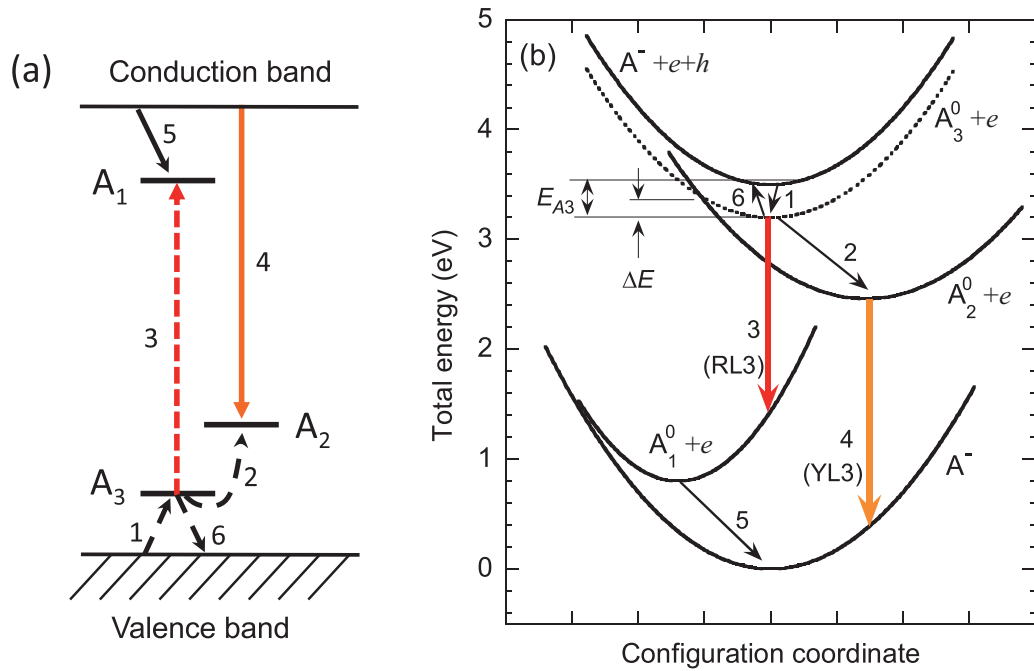 (a)
Conduction band
5
A₁
4
3
A₂
A₃
2
1
6
Valence band
(b)
5
4
3
2
1
0
Total energy (eV)
Configuration coordinate
A⁻ +e+h
A₃⁰ +e
E_A3
6
1
ΔE
2
A₂⁰ +e
3
(RL3)
A₁⁰ +e
4
(YL3)
A⁻
5